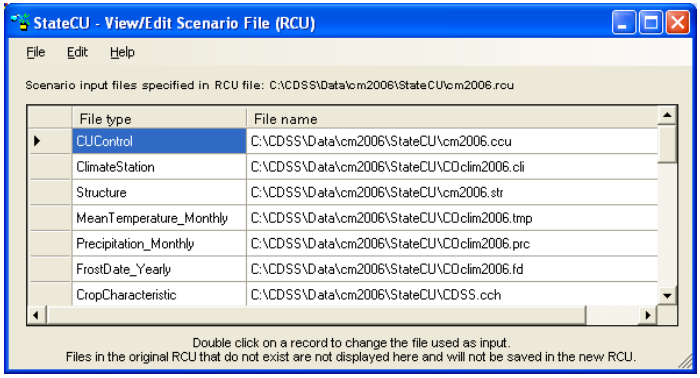 StateCU - View/Edit Scenario File (RCU)
File Edit Help
Scenario input files specified in RCU file: C:\CDSS\Data\cm2006\StateCU\cm2006.rcu
File type File name
CUControl C:\CDSS\Data\cm2006\StateCU\cm2006.ccu
ClimateStation C:\CDSS\Data\cm2006\StateCU\COclim2006.cli
Structure C:\CDSS\Data\cm2006\StateCU\cm2006.str
MeanTemperature_Monthly C:\CDSS\Data\cm2006\StateCU\COclim2006.tmp
Precipitation_Monthly C:\CDSS\Data\cm2006\StateCU\COclim2006.prc
FrostDate_Yearly C:\CDSS\Data\cm2006\StateCU\COclim2006.fd
CropCharacteristic C:\CDSS\Data\cm2006\StateCU\CDSS.cch
Double click on a record to change the file used as input.
Files in the original RCU that do not exist are not displayed here and will not be saved in the new RCU.